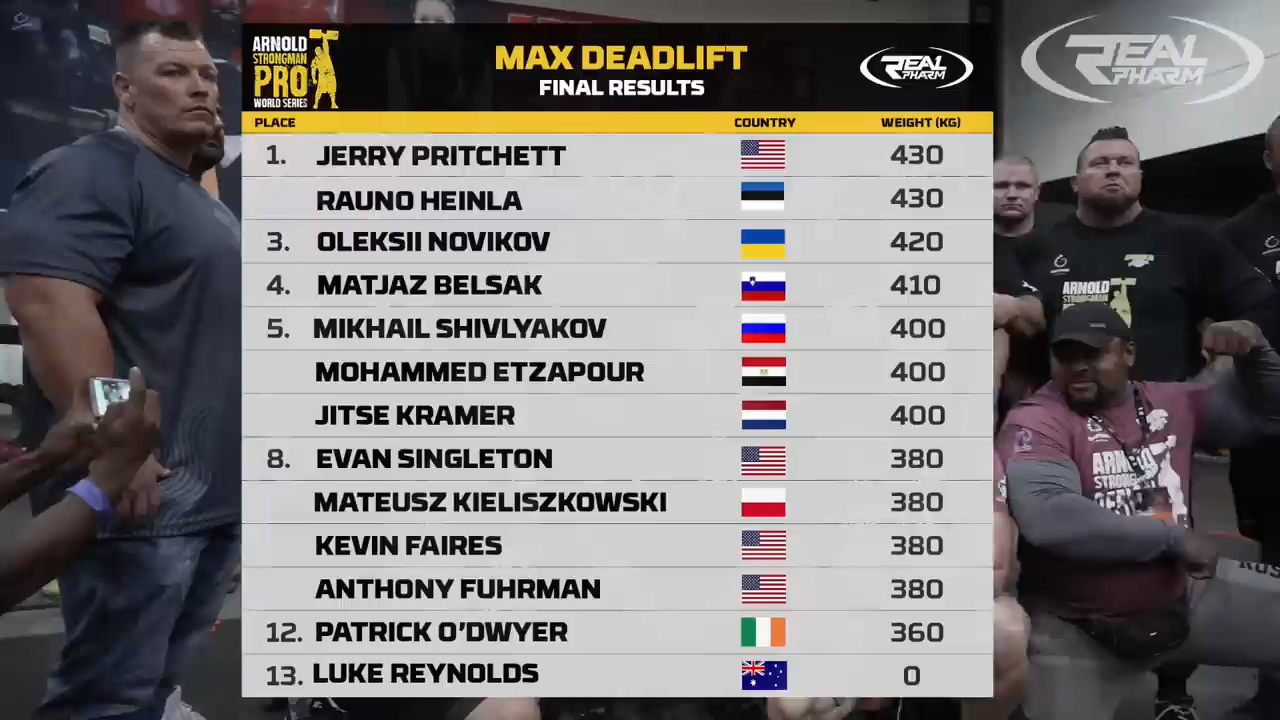 ARNOLD
STRONGMAN
PRO
WORLD SERIES
MAX DEADLIFT
FINAL RESULTS
REAL
PHARM
REAL
PHARM
PLACE COUNTRY WEIGHT (KG)
1. JERRY PRITCHETT 430
RAUNO HEINLA 430
3. OLEKSII NOVIKOV 420
4. MATJAZ BELSAK 410
5. MIKHAIL SHIVLYAKOV 400
MOHAMMED ETZAPOUR 400
JITSE KRAMER 400
8. EVAN SINGLETON 380
MATEUSZ KIELISZKOWSKI 380
KEVIN FAIRES 380
ANTHONY FUHRMAN 380
12. PATRICK O'DWYER 360
13. LUKE REYNOLDS 0
ARNOLD
STRONGMAN